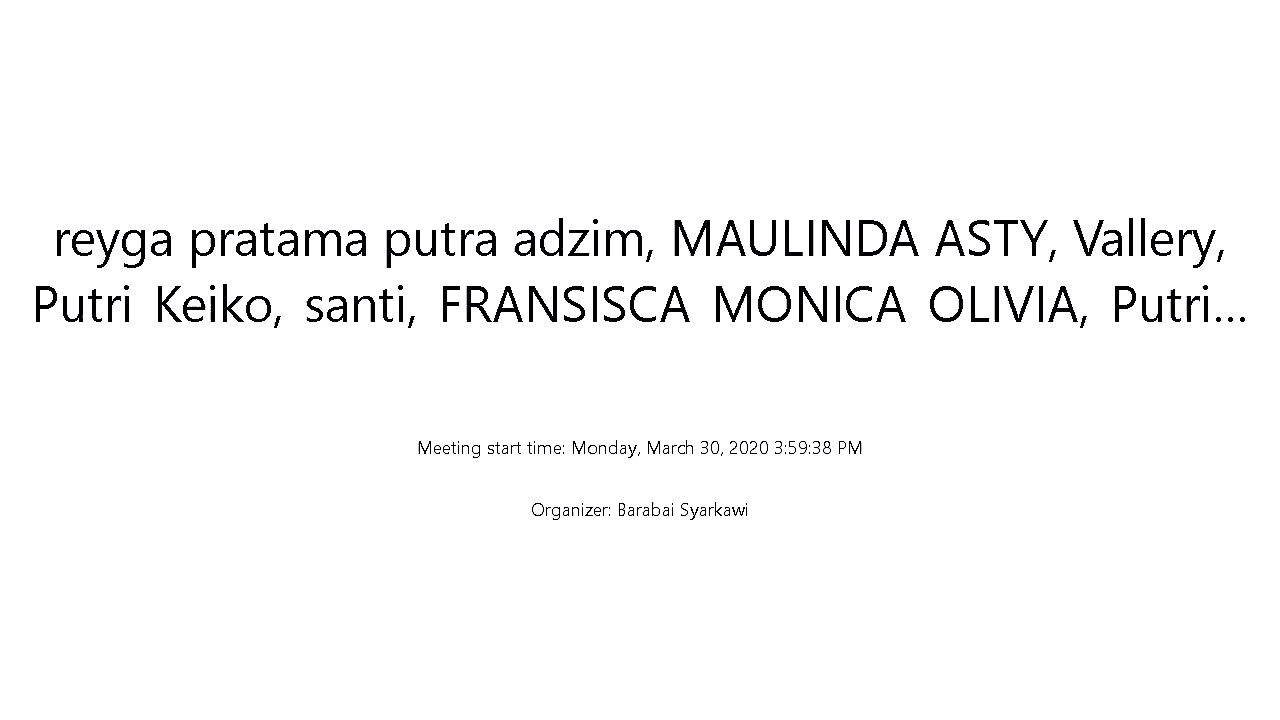 reyga pratama putra adzim, MAULINDA ASTY, Vallery,
Putri Keiko, santi, FRANSISCA MONICA OLIVIA, Putri...
Meeting start time: Monday, March 30, 2020 3:59:38 PM
Organizer: Barabai Syarkawi